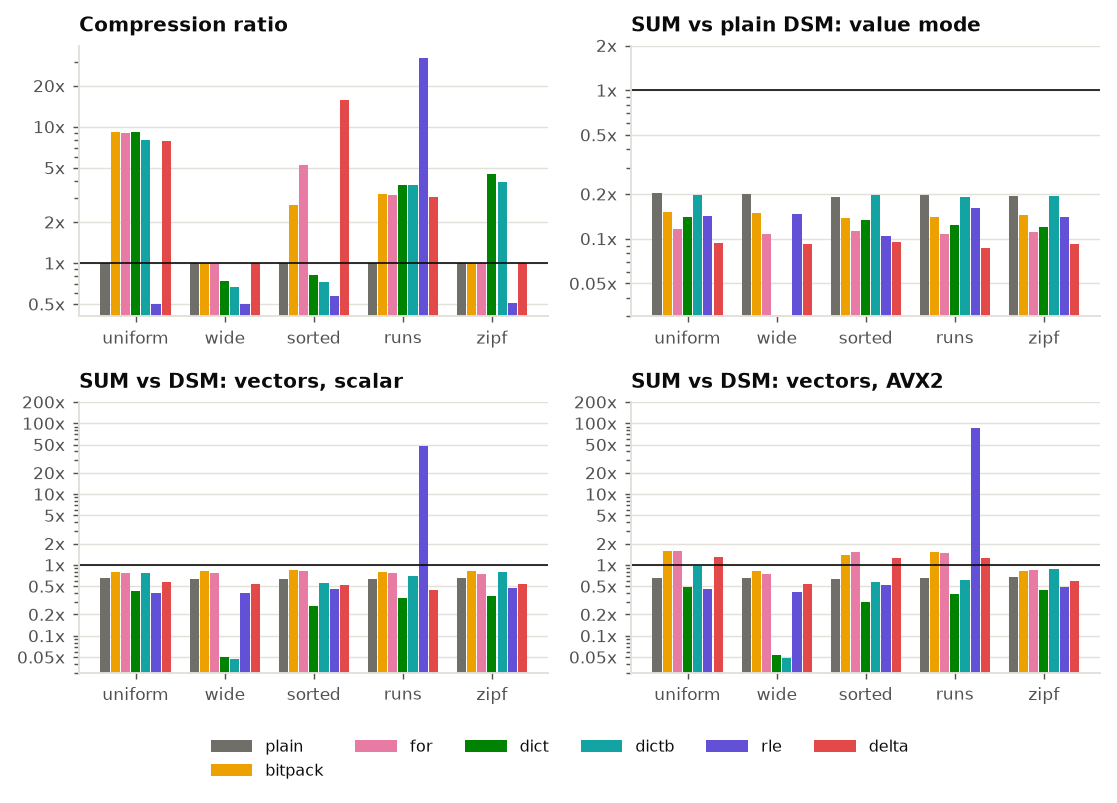 Compression ratio
20x
10x
5x
2x
1x
0.5x
uniform wide sorted runs zipf
SUM vs plain DSM: value mode
2x
1x
0.5x
0.2x
0.1x
0.05x
uniform wide sorted runs zipf
SUM vs DSM: vectors, scalar
200x
100x
50x
20x
10x
5x
2x
1x
0.5x
0.2x
0.1x
0.05x
uniform wide sorted runs zipf
SUM vs DSM: vectors, AVX2
200x
100x
50x
20x
10x
5x
2x
1x
0.5x
0.2x
0.1x
0.05x
uniform wide sorted runs zipf
plain for dict dictb rle delta
bitpack